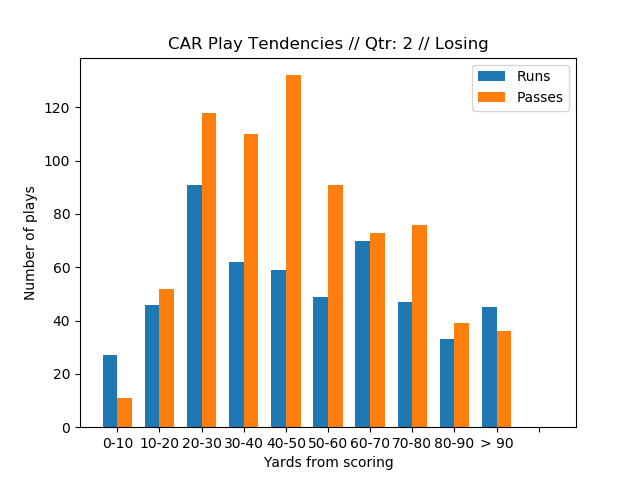 CAR Play Tendencies // Qtr: 2 // Losing
Runs
Passes
Number of plays
120
100
80
60
40
20
0
0-10 10-20 20-30 30-40 40-50 50-60 60-70 70-80 80-90 > 90
Yards from scoring